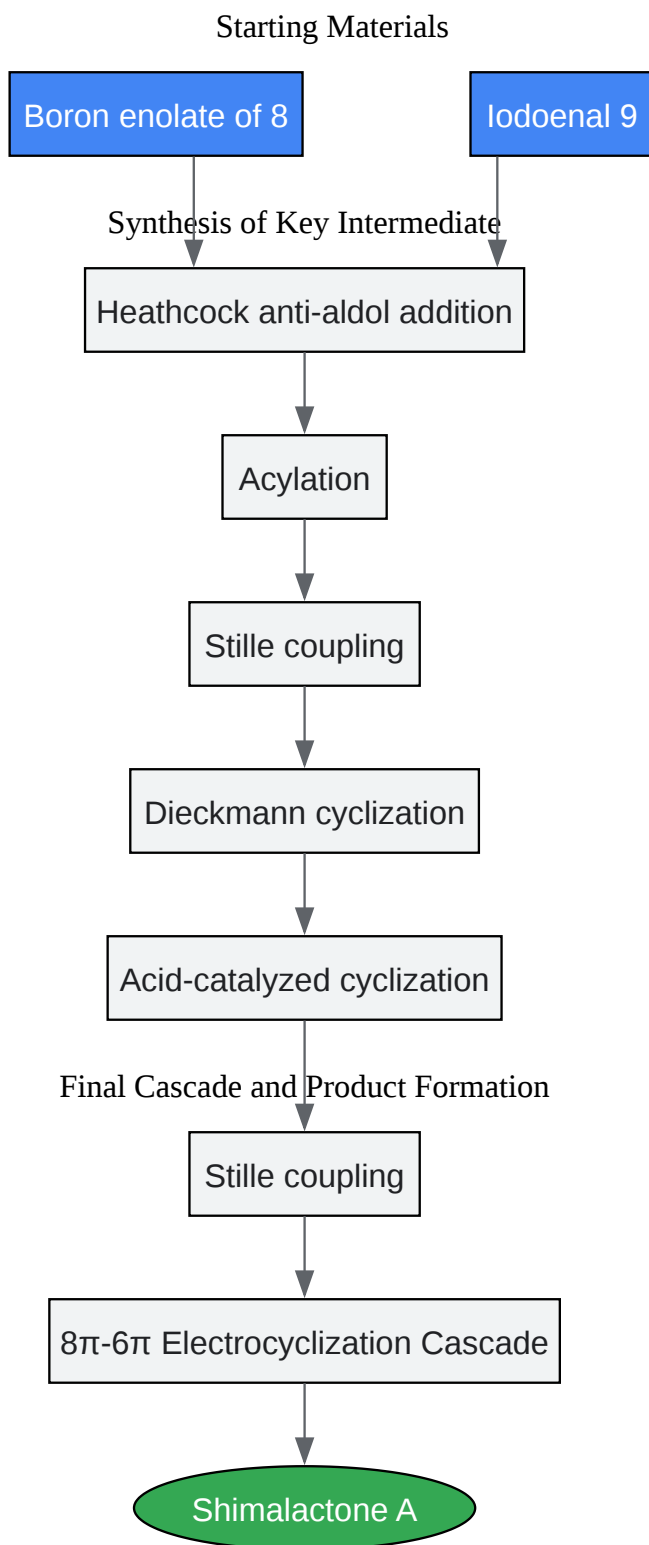 Starting Materials
Boron enolate of 8
Iodoenal 9
Synthesis of Key Intermediate
Heathcock anti-aldol addition
Acylation
Stille coupling
Dieckmann cyclization
Acid-catalyzed cyclization
Final Cascade and Product Formation
Stille coupling
8π-6π Electrocyclization Cascade
Shimalactone A